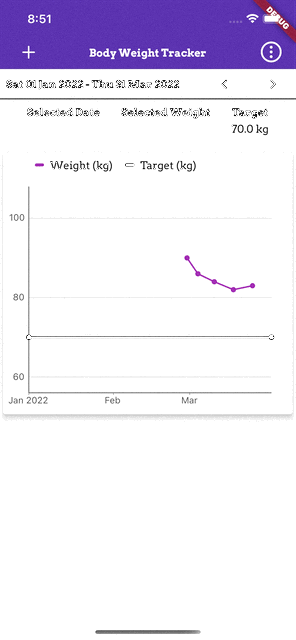 8:51
DEBUG
Body Weight Tracker
Sat 01 Jan 2022 - Thu 31 Mar 2022
Selected Date Selected Weight Target
70.0 kg
Weight (kg) Target (kg)
100
80
60
Jan 2022 Feb Mar